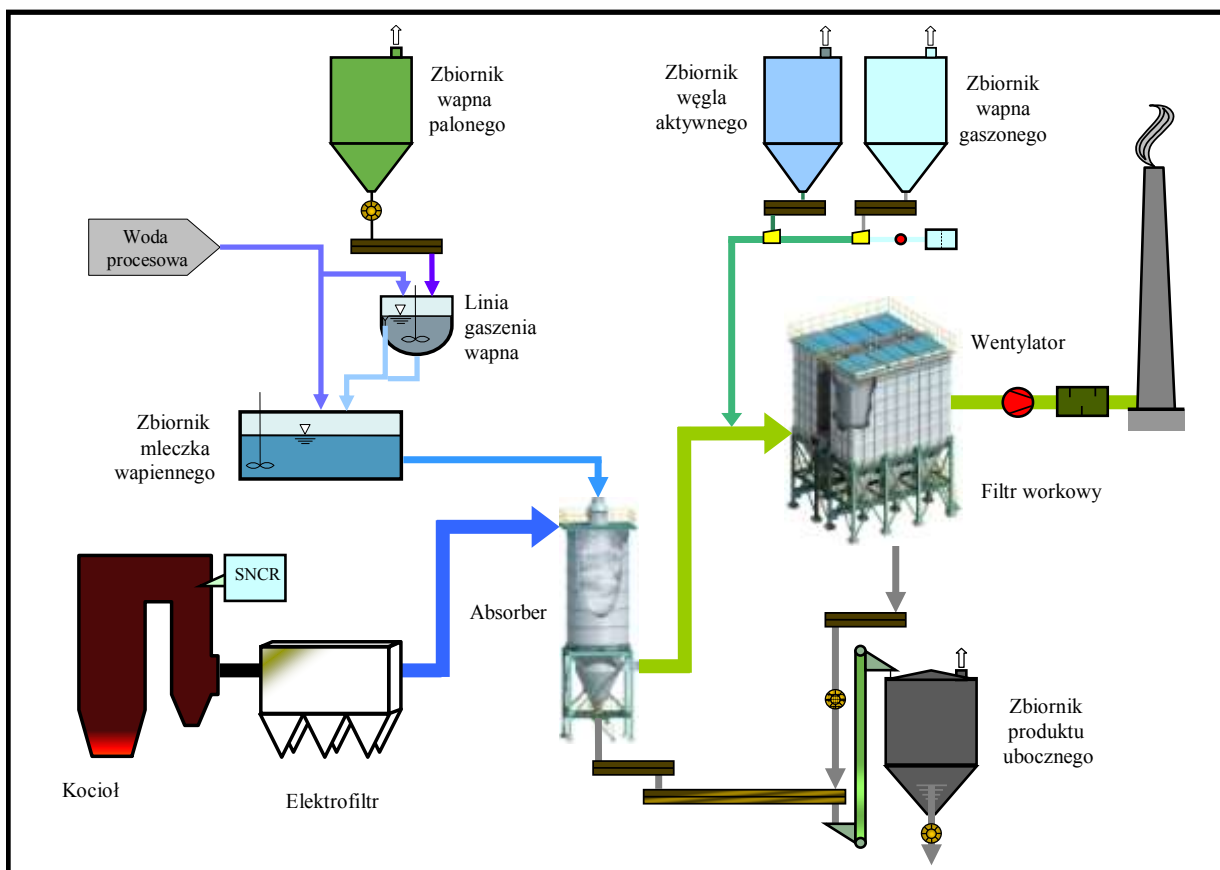 Zbiornik
wapna
palonego
Zbiornik
węgla
aktywnego
Zbiornik
wapna
gaszonego
Woda
procesowa
Linia
gaszenia
wapna
Wentylator
Zbiornik
mleczka
wapiennego
Filtr workowy
SNCR
Absorber
Zbiornik
produktu
ubocznego
Kocioł
Elektrofiltr